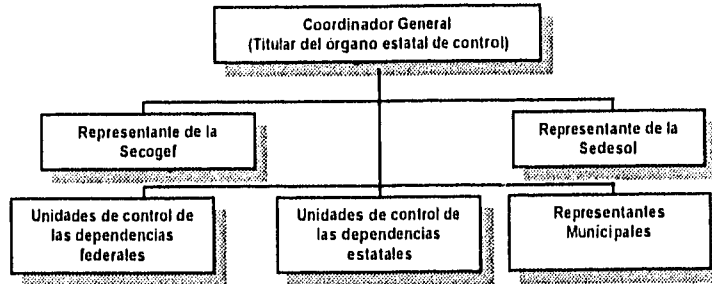 Coordinador General
(Titular del órgano estatal de control)
Representante de la
Secogef
Representante de la
Sedesol
Unidades de control de
las dependencias
federales
Unidades de control de
las dependencias
estatales
Representantes
Municipales